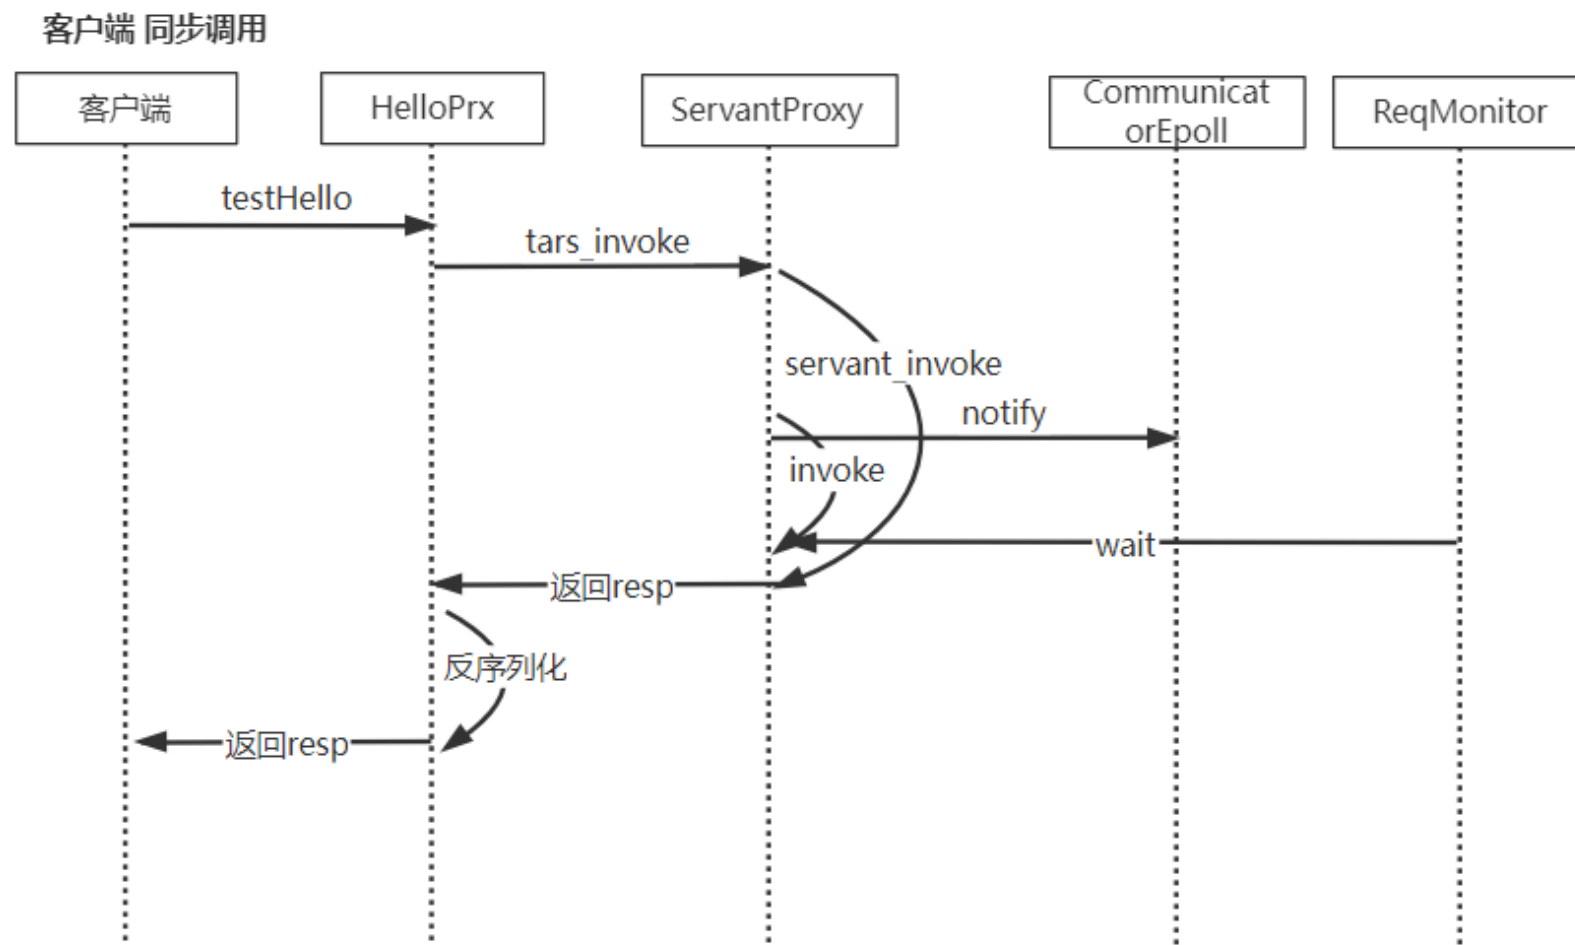 客户端 同步调用
客户端
HelloPrx
ServantProxy
Communicat
orEpoll
ReqMonitor
testHello
tars_invoke
servant_invoke
notify
invoke
wait
返回resp
反序列化
返回resp